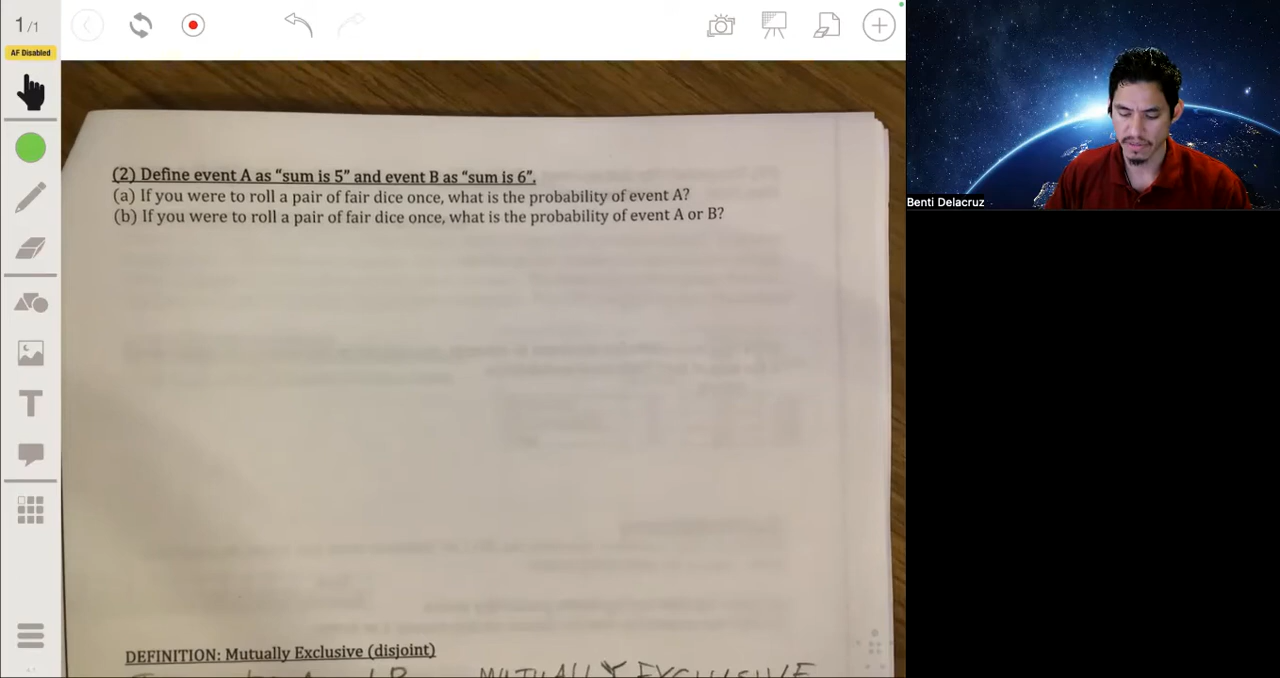 1/1
AF Disabled
T
(2) Define event A as “sum is 5” and event B as “sum is 6”.
(a) If you were to roll a pair of fair dice once, what is the probability of event A?
(b) If you were to roll a pair of fair dice once, what is the probability of event A or B?
DEFINITION: Mutually Exclusive (disjoint)
MUTUALLY EXCLUSIVE
Benti Delacruz